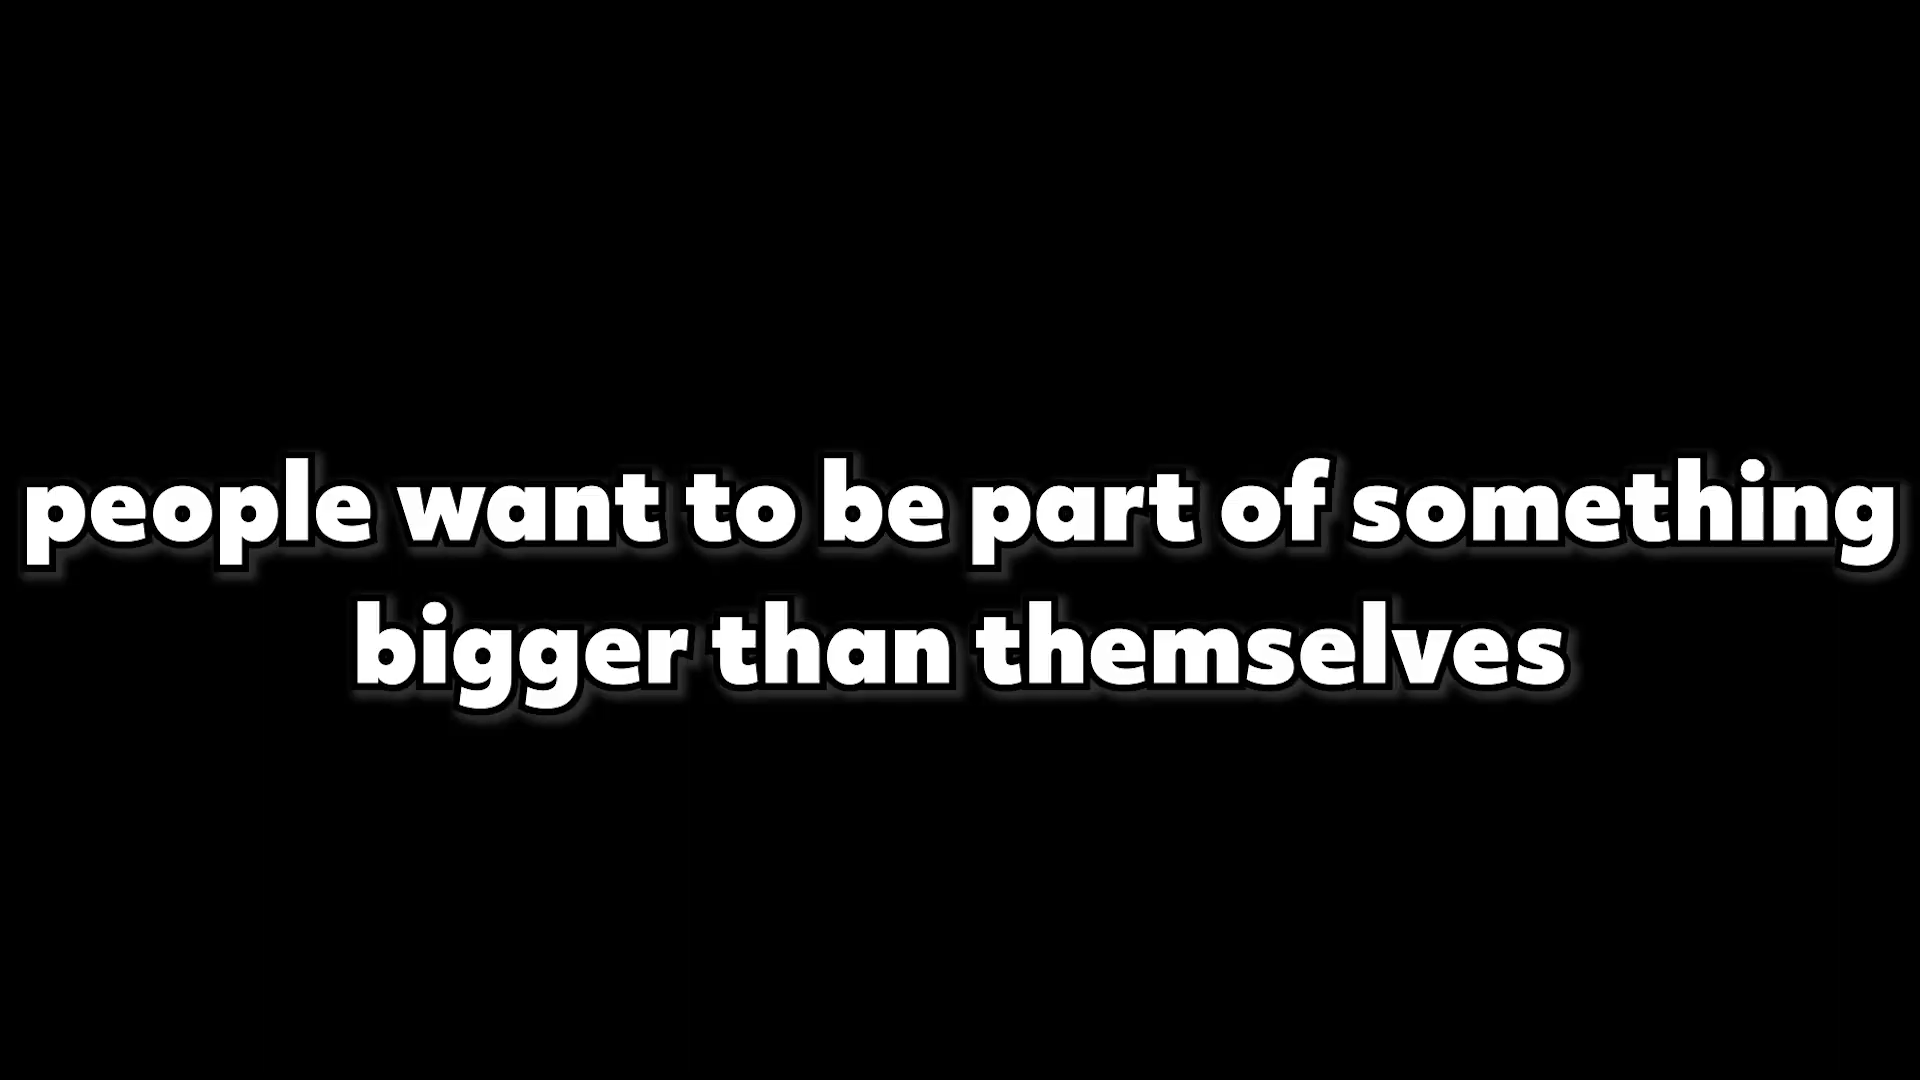 people want to be part of something
bigger than themselves